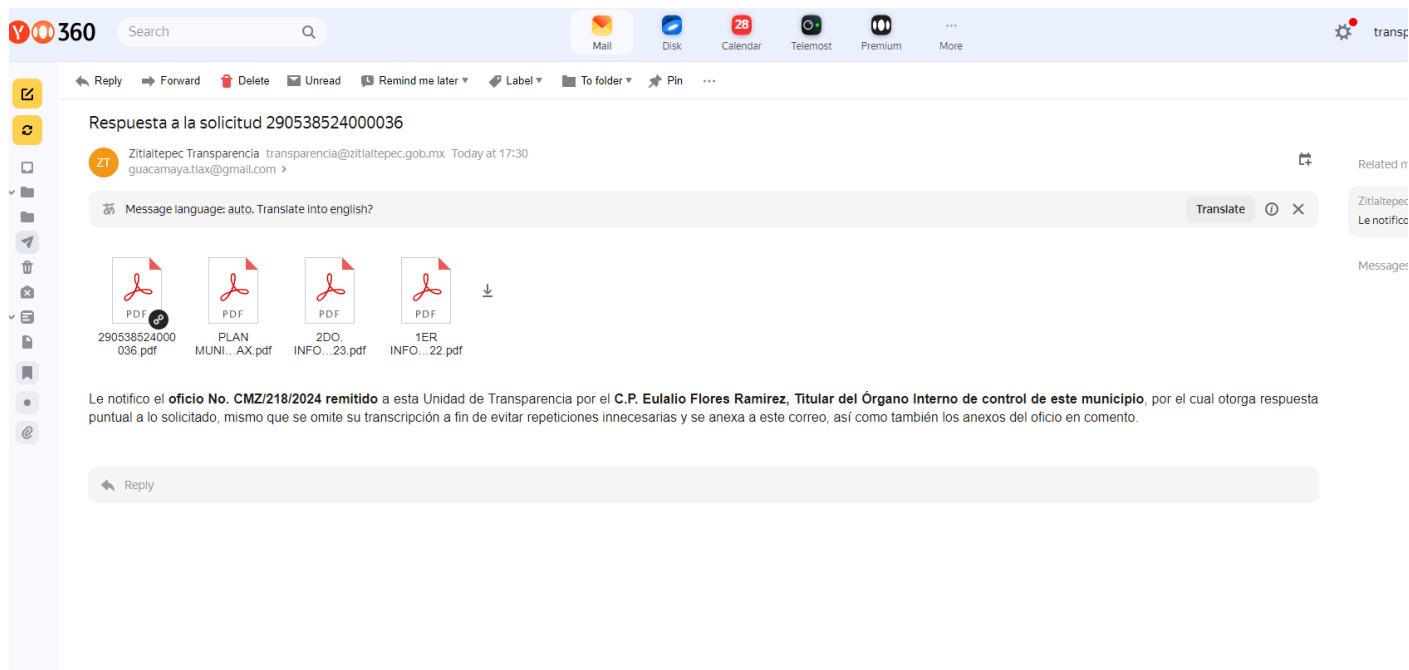 360
Search
Mail
Disk
28
Calendar
Telemost
Premium
More
transp
Reply
Forward
Delete
Unread
Remind me later
Label
To folder
Pin
Respuesta a la solicitud 290538524000036
ZT
Zitlaltepec Transparencia transparencia@zitlaltepec.gob.mx Today at 17:30
guacamaya.tlax@gmail.com >
Related m
Message language: auto. Translate into english?
Translate
Zitlaltepec
Le notifico
Messages
PDF
PDF
PDF
PDF
290538524000
036.pdf
PLAN
MUNI...AX.pdf
2DO.
INFO...23.pdf
1ER
INFO...22.pdf
Le notifico el oficio No. CMZ/218/2024 remitido a esta Unidad de Transparencia por el C.P. Eulalio Flores Ramirez, Titular del Órgano Interno de control de este municipio, por el cual otorga respuesta
puntual a lo solicitado, mismo que se omite su transcripción a fin de evitar repeticiones innecesarias y se anexa a este correo, así como también los anexos del oficio en comento.
Reply